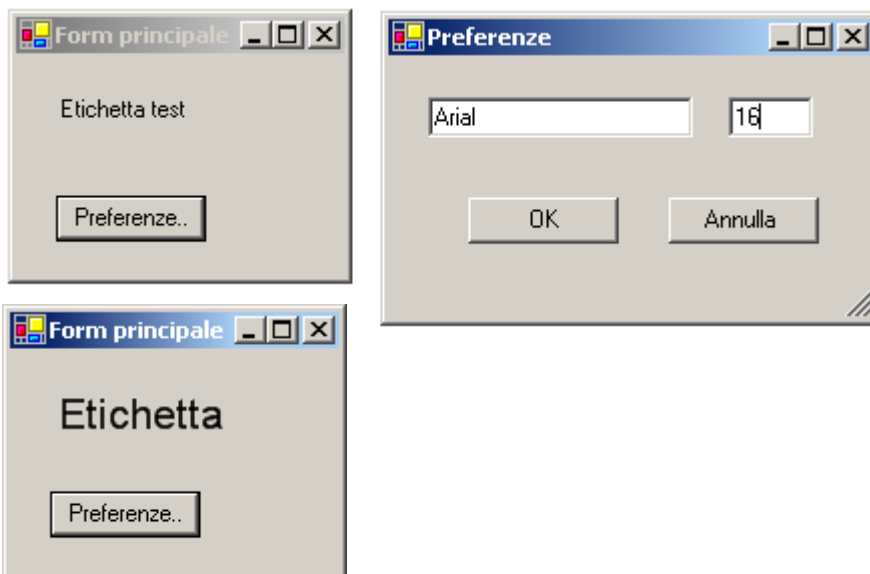 Form principale
Etichetta test
Preferenze..
Preferenze
Arial
16
OK
Annulla
Form principale
Etichetta
Preferenze..